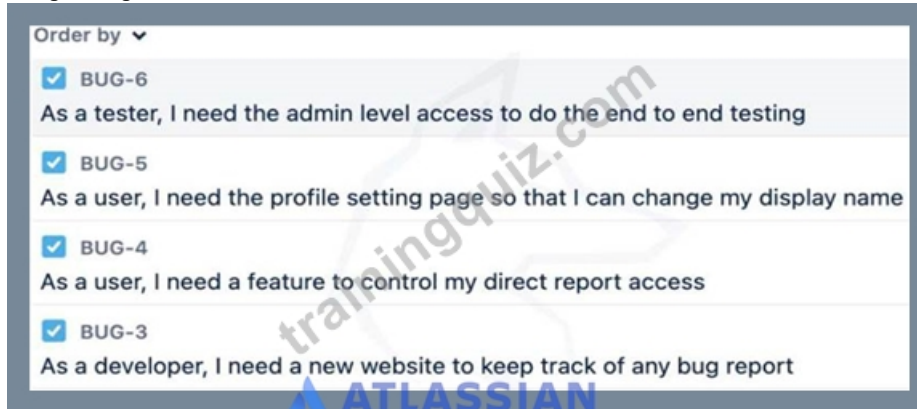 Order by
BUG-6
As a tester, I need the admin level access to do the end to end testing
BUG-5
As a user, I need the profile setting page so that I can change my display name
BUG-4
As a user, I need a feature to control my direct report access
BUG-3
As a developer, I need a new website to keep track of any bug report
trainingquiz.com
ATLASSIAN